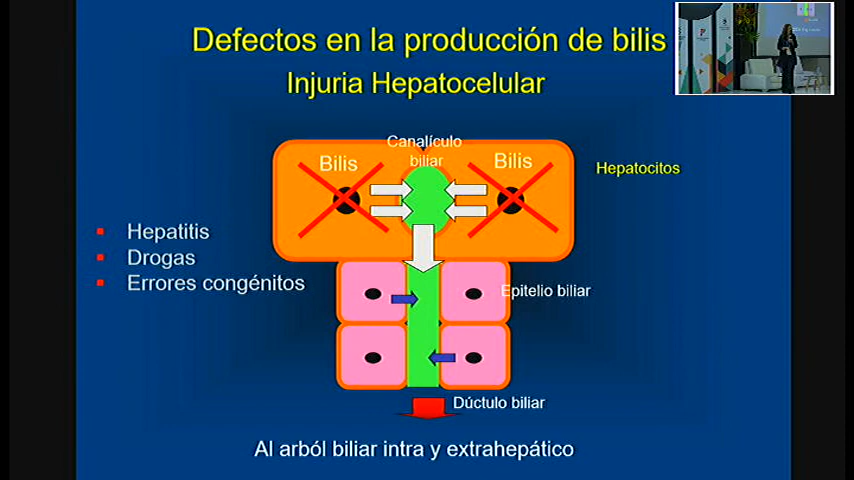 Defectos en la producción de bilis
Injuria Hepatocelular
Canalículo
biliar
Bilis
Bilis
Hepatocitos
Hepatitis
Drogas
Errores congénitos
Epitelio biliar
Dúctulo biliar
Al arból biliar intra y extrahepático